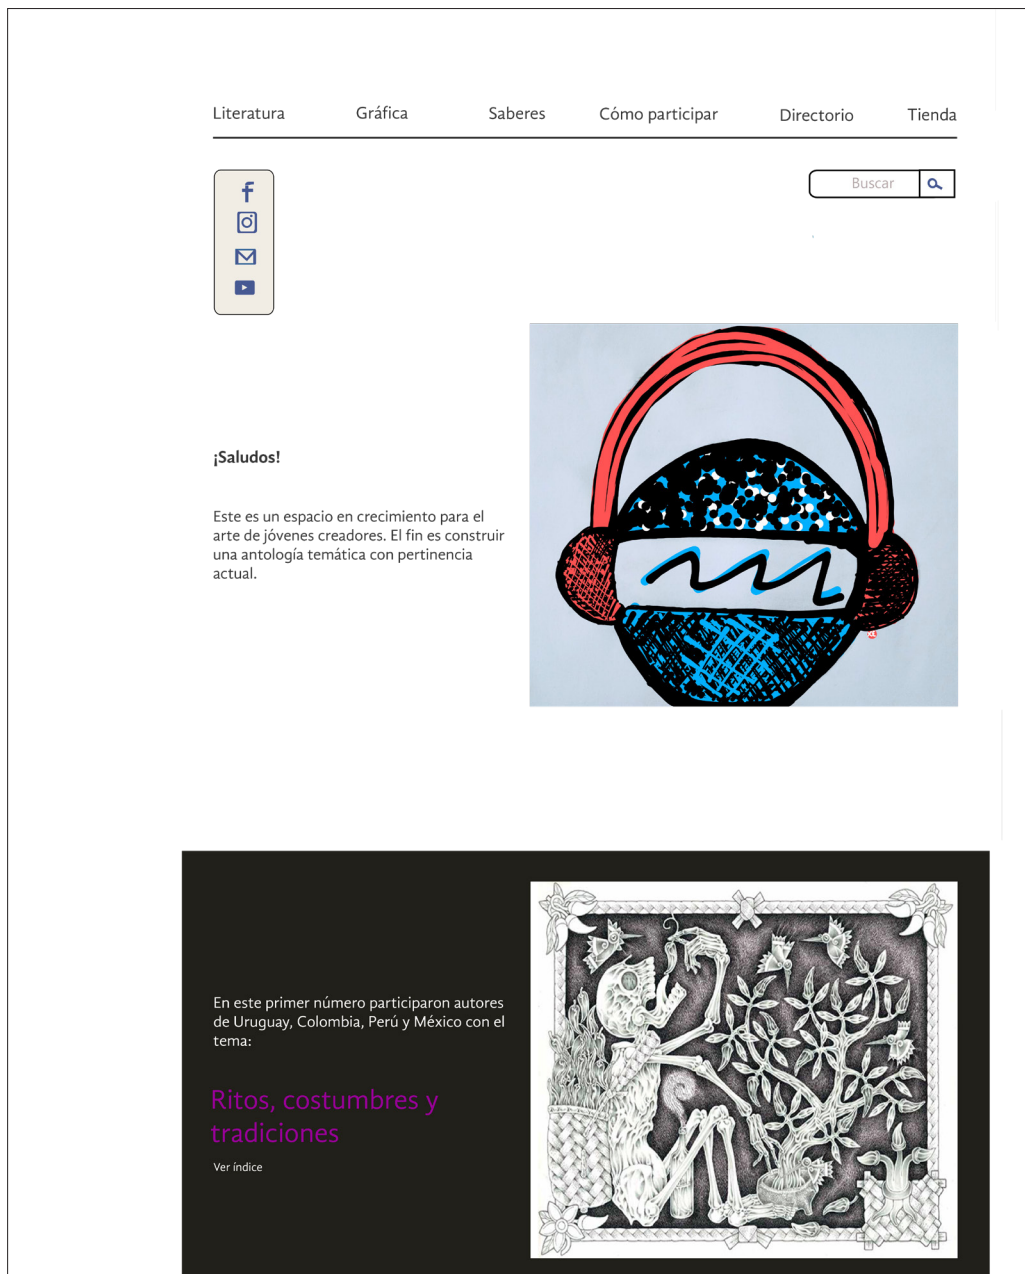 Literatura Gráfica Saberes Cómo participar Directorio Tienda
Buscar
¡Saludos!
Este es un espacio en crecimiento para el
arte de jóvenes creadores. El fin es construir
una antología temática con pertinencia
actual.
En este primer número participaron autores
de Uruguay, Colombia, Perú y México con el
tema:
Ritos, costumbres y
tradiciones
Ver índice